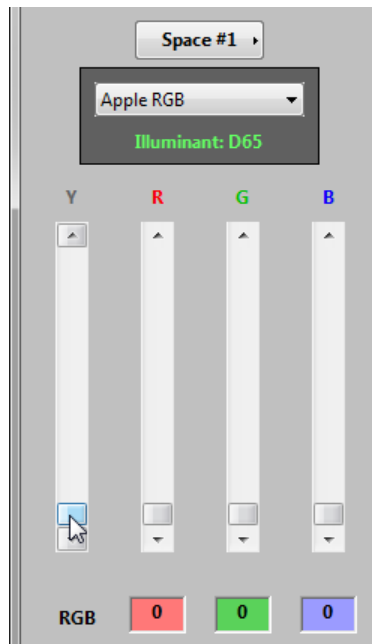 Space #1
Apple RGB
Illuminant: D65
Y R G B
RGB 0 0 0